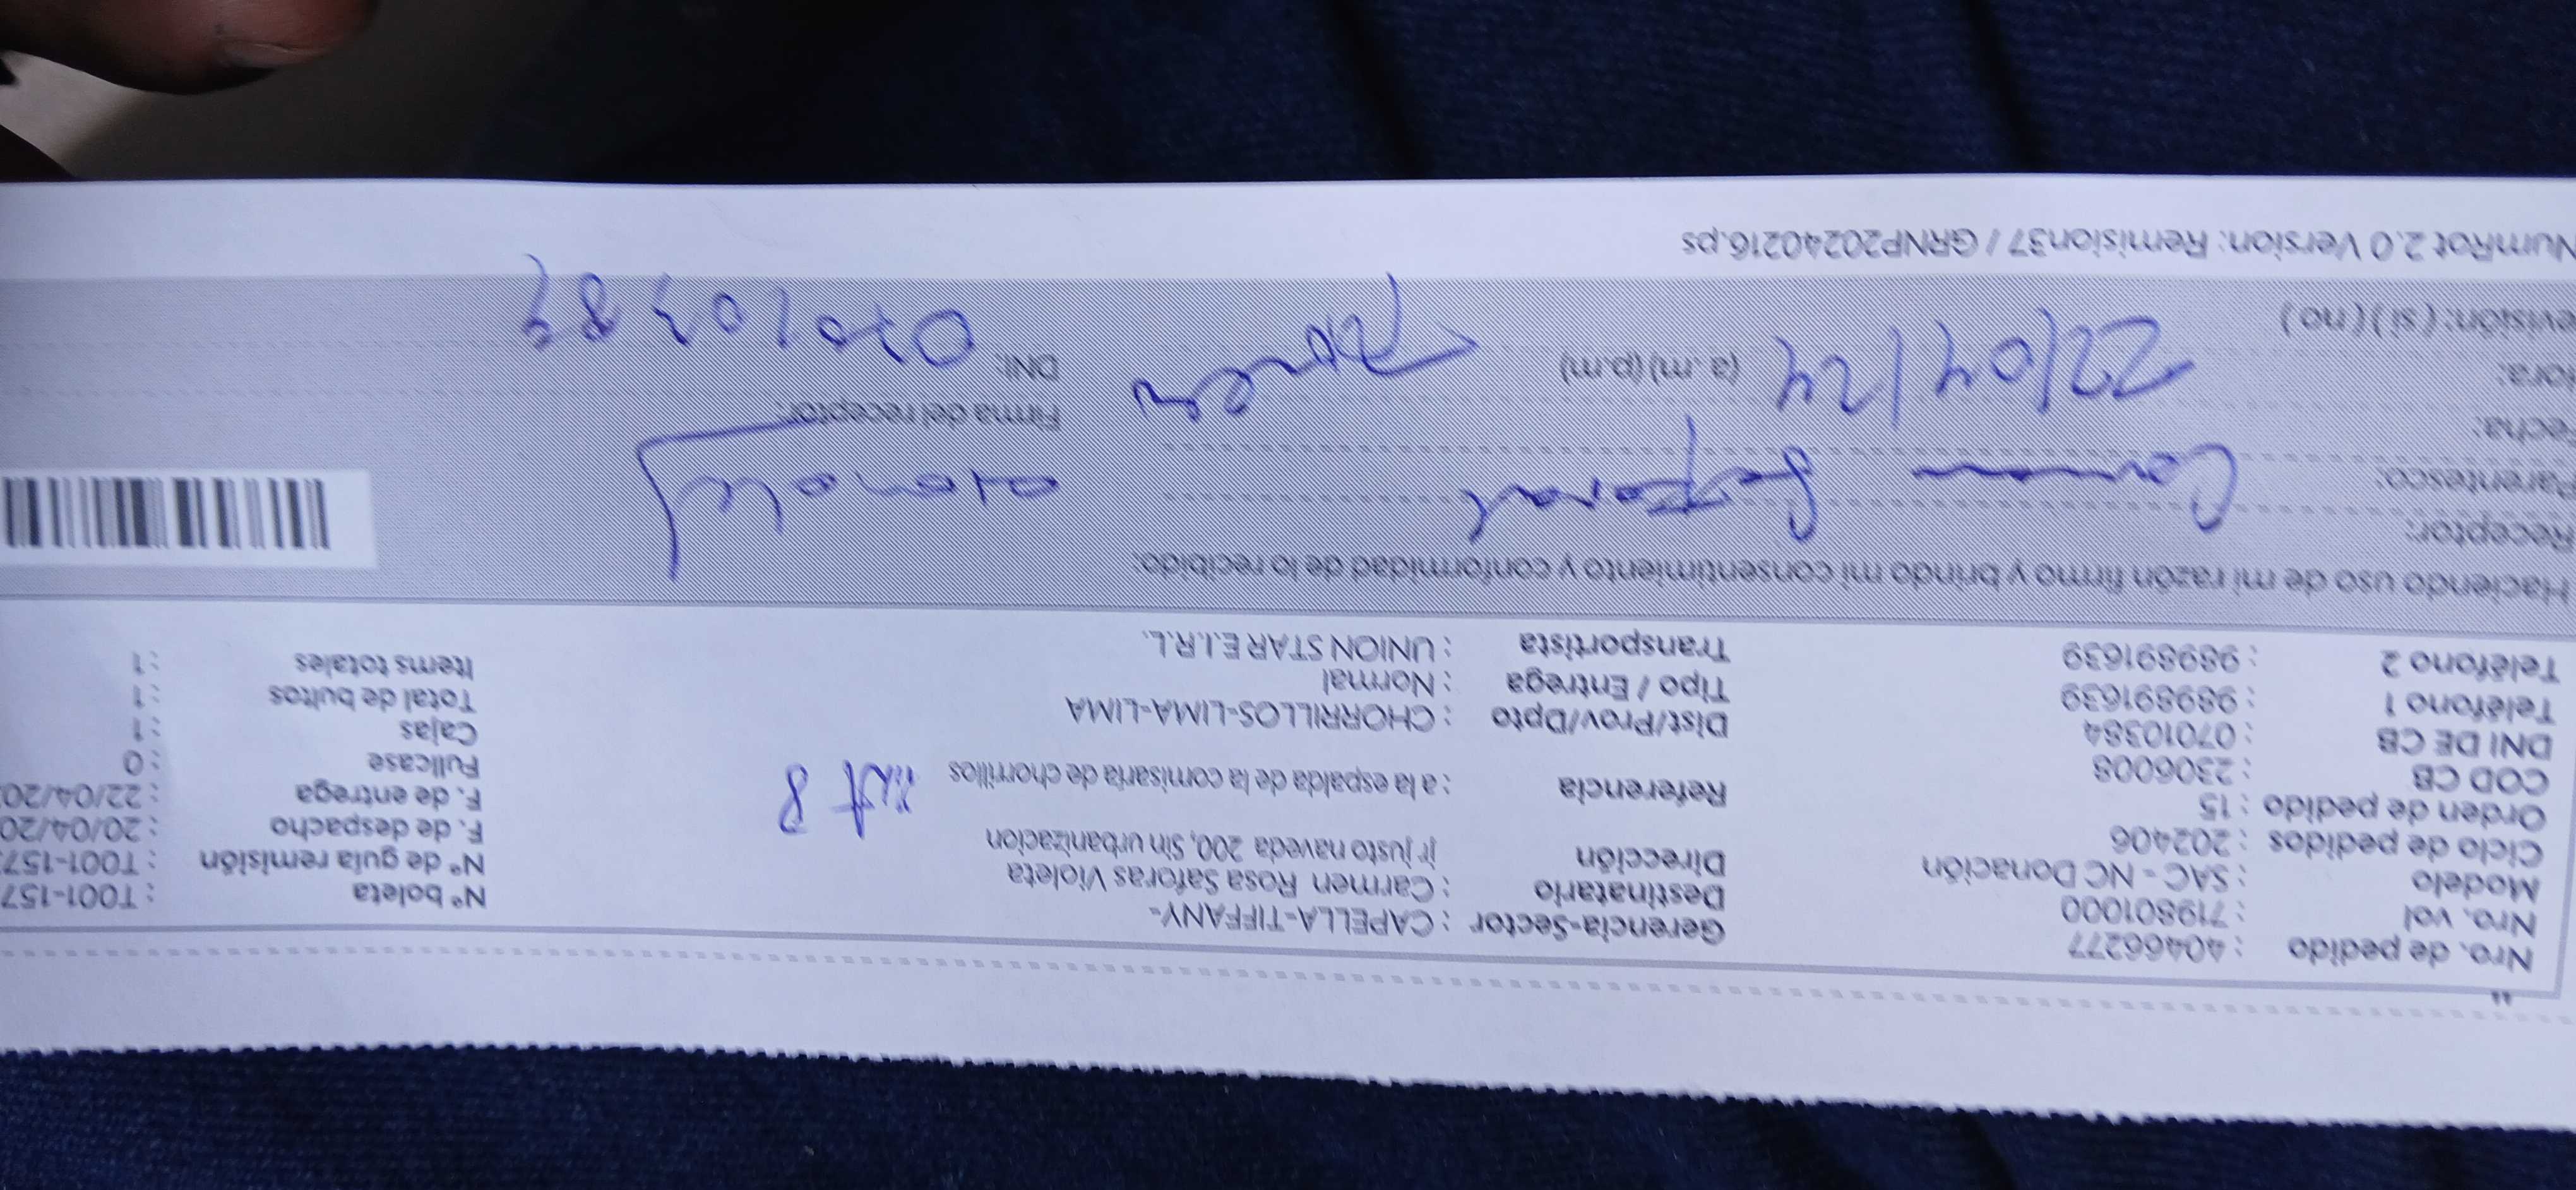 Nro. de pedido : 40466277
Nro. vol : 719801000
Modelo : SAC - NC Donación
Ciclo de pedidos : 202406
Orden de pedido : 15
COD CB : 2306008
DNI DE CB : 07010384
Teléfono 1 : 989891639
Teléfono 2 : 989891639
Gerencia-Sector : CAPELLA-TIFFANY-
Destinatario : Carmen Rosa Saforas Violeta
Dirección jr justo naveda 200, Sin urbanizacion
Referencia : a la espalda de la comisaria de chorrillos
Dist/Prov/Dpto : CHORRILLOS-LIMA-LIMA
Tipo / Entrega : Normal
Transportista : UNION STAR E.I.R.L.
N° boleta : T001-157
N° de guía remisión : T001-157
F. de despacho : 20/04/20
F. de entrega : 22/04/20
Fullcase : 0
Cajas : 1
Total de bultos : 1
Items totales : 1
Haciendo uso de mi razón firmo y brindo mi consentimiento y conformidad de lo recibido:
Receptor: Carmen
Parentesco:
Fecha: 22/04/24
Hora: (a.m)(p.m)
Firma del receptor:
DNI:
evisión: (si)(no)
NumRot 2.0 Version: Remision37 / GRNP20240216.ps